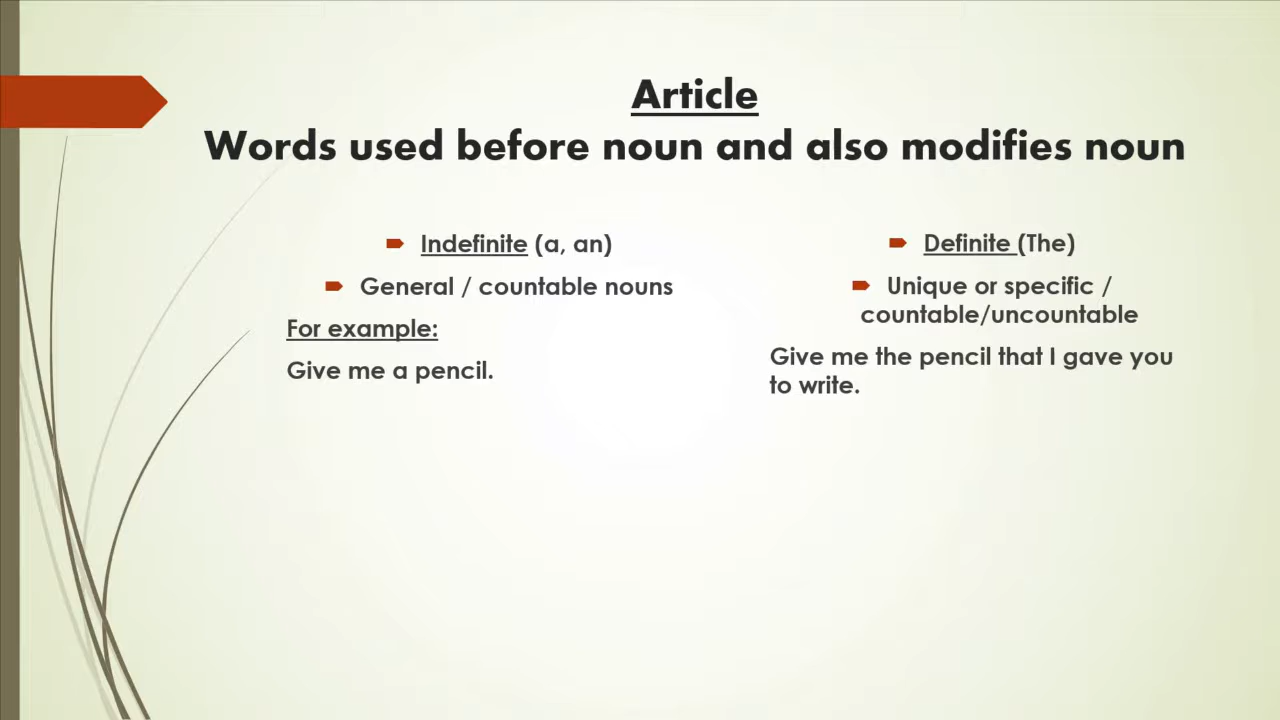 Article
Words used before noun and also modifies noun
Indefinite (a, an)
General / countable nouns
For example:
Give me a pencil.
Definite (The)
Unique or specific /
countable/uncountable
Give me the pencil that I gave you
to write.